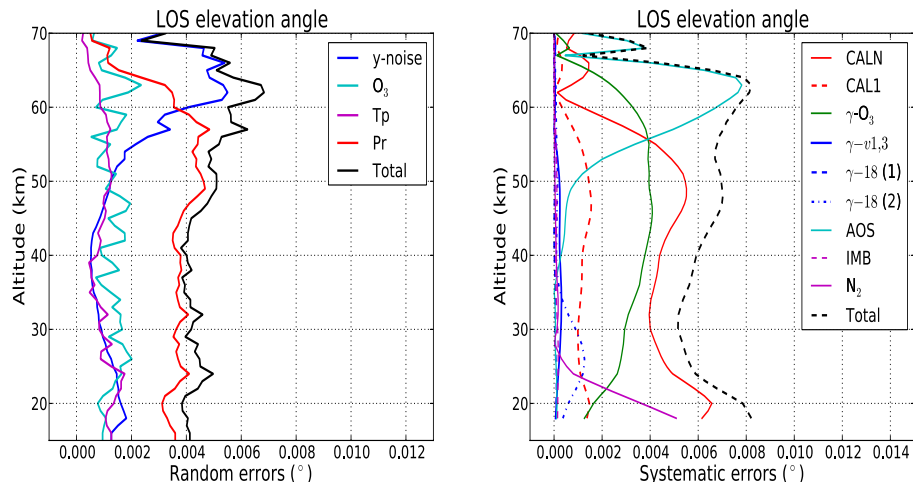 LOS elevation angle
70
60
50
40
30
20
Altitude (km)
0.000 0.002 0.004 0.006 0.008 0.010 0.012
Random errors (°)
y-noise
O₃
Tp
Pr
Total
LOS elevation angle
70
60
50
40
30
20
Altitude (km)
0.000 0.002 0.004 0.006 0.008 0.010 0.012
Systematic errors (°)
CALN
CAL1
γ-O₃
γ−v1,3
γ−18 (1)
γ−18 (2)
AOS
IMB
N₂
Total